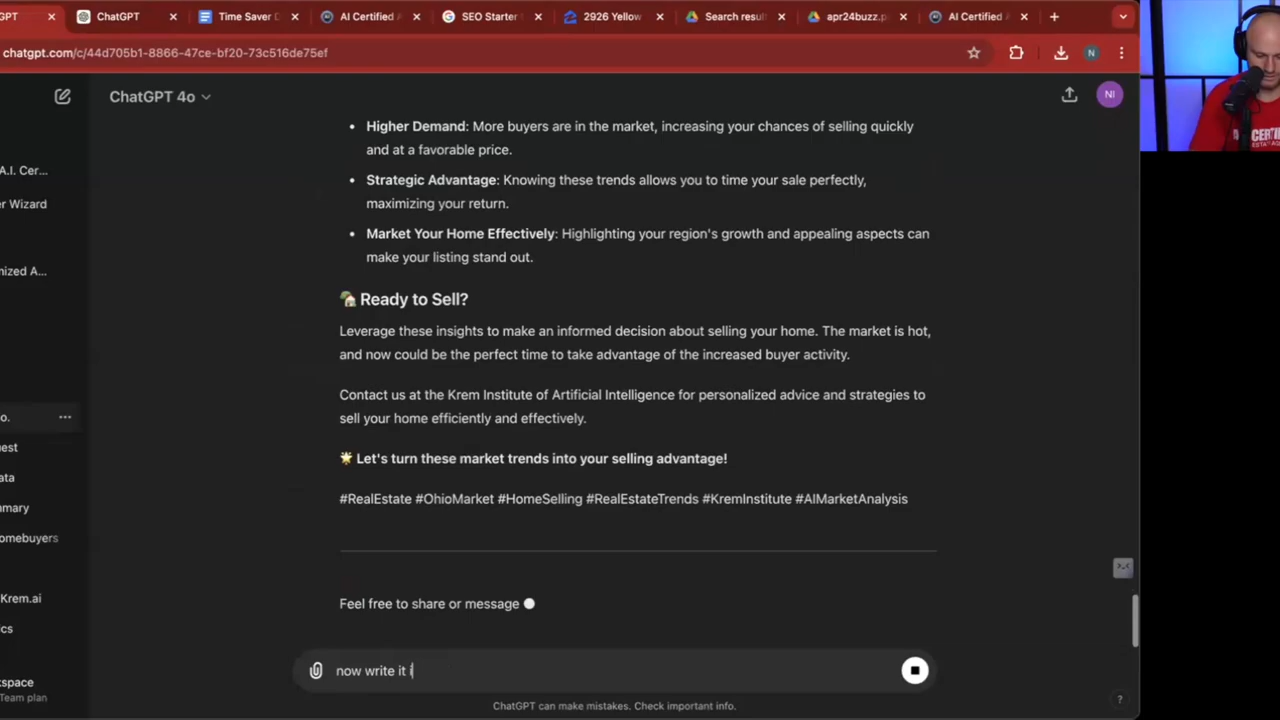 PT
ChatGPT
Time Saver D
AI Certified A
SEO Starter
2926 Yellow
Search resul
apr24buzz.p
AI Certified
chatgpt.com/c/44d705b1-8866-47ce-bf20-73c516de75ef
N
ChatGPT 4o
NI
• Higher Demand: More buyers are in the market, increasing your chances of selling quickly
and at a favorable price.
A.I. Cer...
• Strategic Advantage: Knowing these trends allows you to time your sale perfectly,
er Wizard
maximizing your return.
• Market Your Home Effectively: Highlighting your region's growth and appealing aspects can
make your listing stand out.
mized A...
🏡 Ready to Sell?
Leverage these insights to make an informed decision about selling your home. The market is hot,
and now could be the perfect time to take advantage of the increased buyer activity.
Contact us at the Krem Institute of Artificial Intelligence for personalized advice and strategies to
o.
sell your home efficiently and effectively.
est
🌟 Let's turn these market trends into your selling advantage!
ata
#RealEstate #OhioMarket #HomeSelling #RealEstateTrends #KremInstitute #AIMarketAnalysis
mmary
omebuyers
Krem.ai
Feel free to share or message
cs
now write it i
space
Team plan
ChatGPT can make mistakes. Check important info.
?